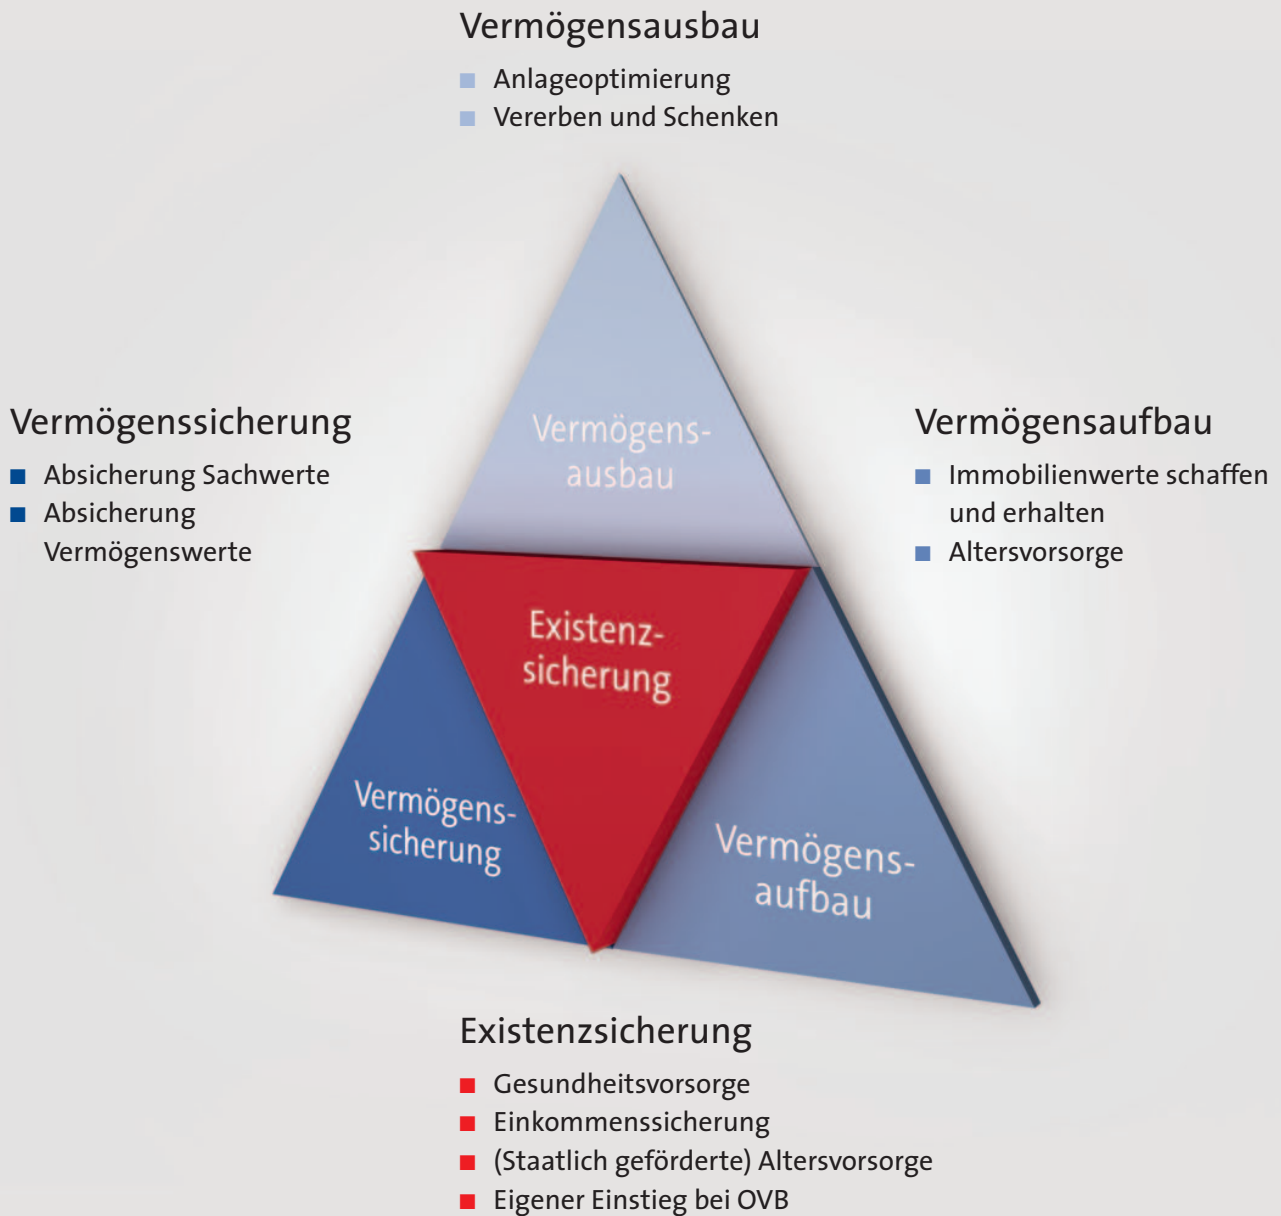 Vermögensausbau
Anlageoptimierung
Vererben und Schenken
Vermögenssicherung
Absicherung Sachwerte
Absicherung
Vermögenswerte
Vermögensaufbau
Immobilienwerte schaffen
und erhalten
Altersvorsorge
Vermögens-
ausbau
Existenz-
sicherung
Vermögens-
sicherung
Vermögens-
aufbau
Existenzsicherung
Gesundheitsvorsorge
Einkommenssicherung
(Staatlich geförderte) Altersvorsorge
Eigener Einstieg bei OVB